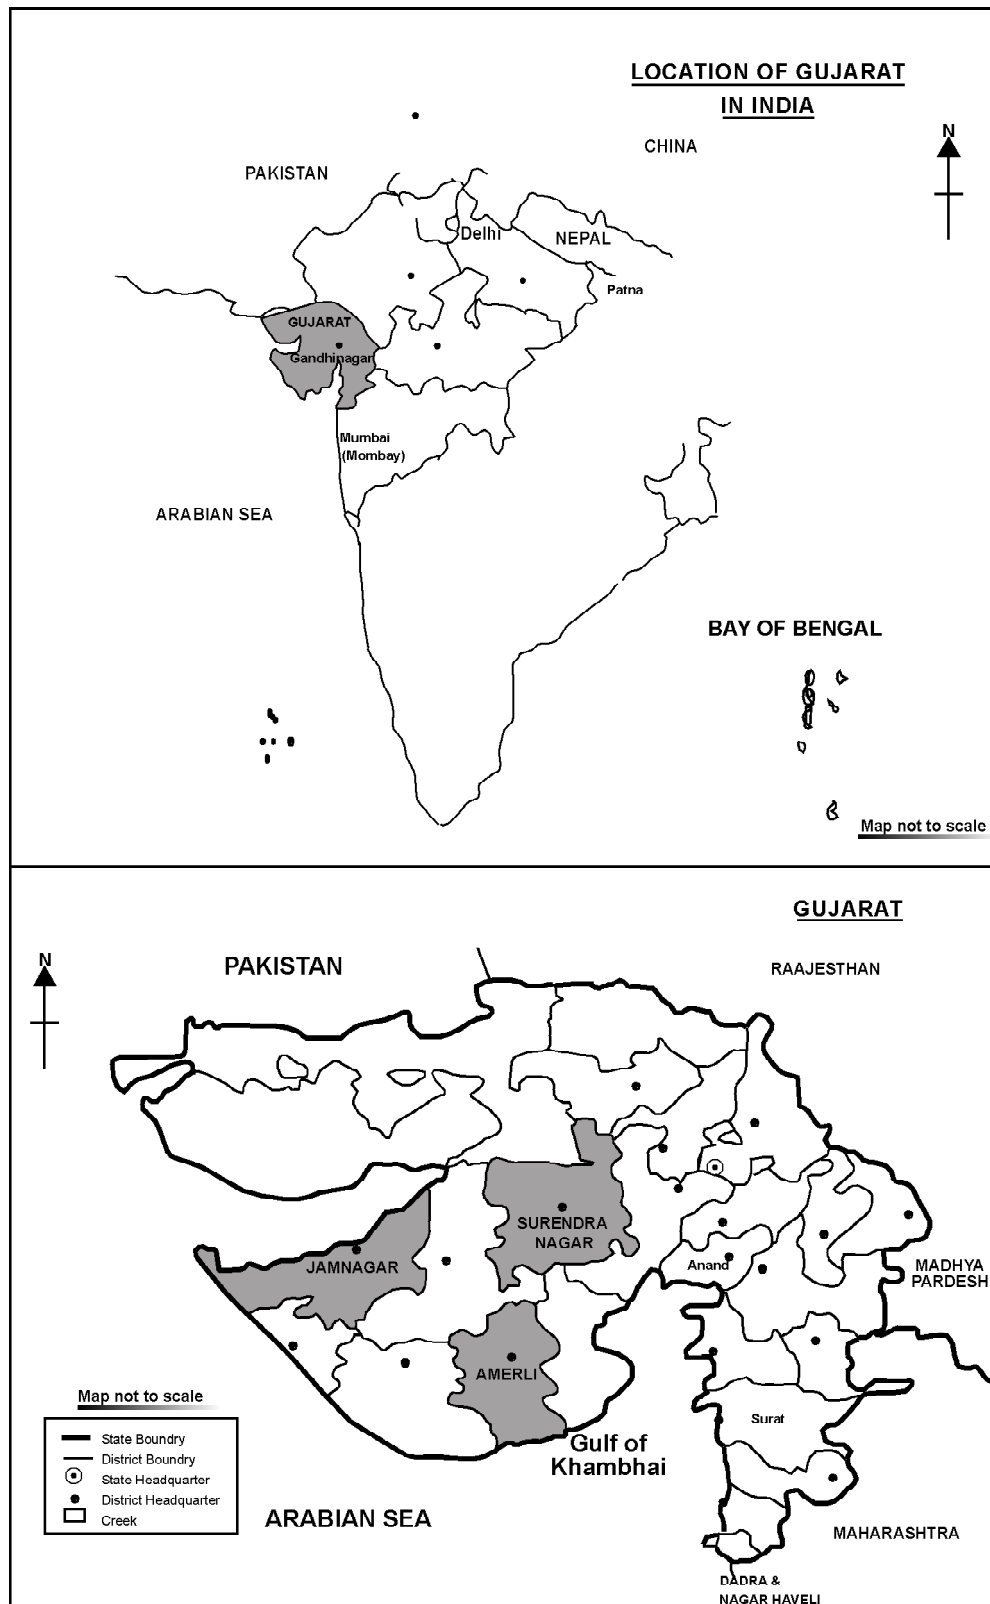 LOCATION OF GUJARAT
IN INDIA
N
CHINA
PAKISTAN
Delhi
NEPAL
Patna
GUJARAT
Gandhinagar
Mumbai
(Mombay)
ARABIAN SEA
BAY OF BENGAL
Map not to scale
GUJARAT
N
PAKISTAN
RAAJESTHAN
SURENDRA
NAGAR
JAMNAGAR
Anand
MADHYA
PARDESH
AMERLI
Map not to scale
Surat
State Boundry
District Boundry
State Headquarter
District Headquarter
Creek
Gulf of
Khambhai
ARABIAN SEA
MAHARASHTRA
DADRA &
NAGAR HAVELI